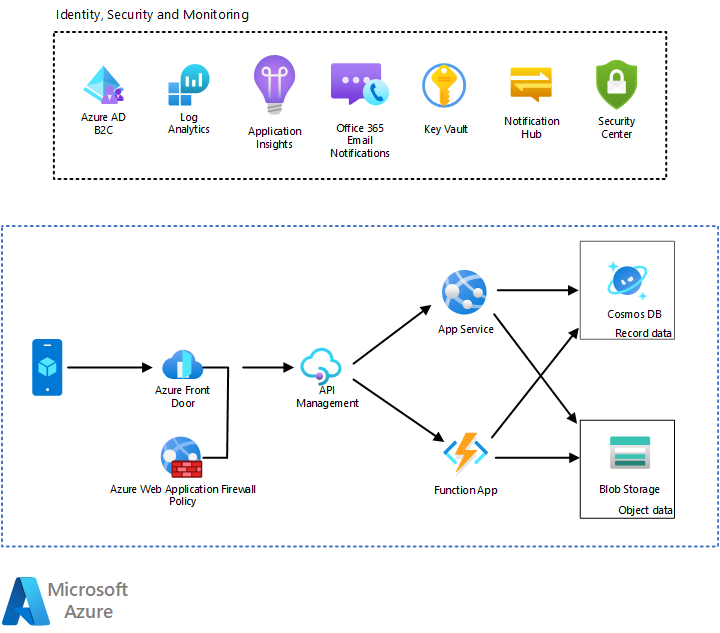 Identity, Security and Monitoring
Azure AD
B2C
Log
Analytics
Application
Insights
Office 365
Email
Notifications
Key Vault
Notification
Hub
Security
Center
App Service
Cosmos DB
Record data
Azure Front
Door
API
Management
Azure Web Application Firewall
Policy
Function App
Blob Storage
Object data
Microsoft
Azure